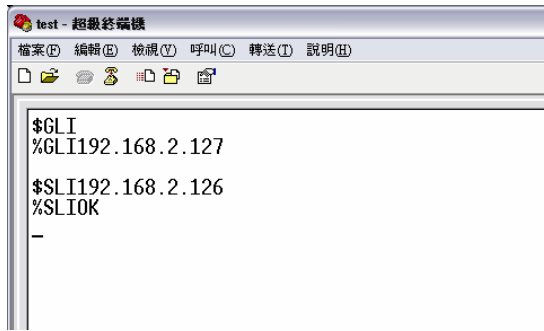 test - 超級終端機
檔案(F) 編輯(E) 檢視(V) 呼叫(C) 轉送(T) 說明(H)
$GLI
%GLI192.168.2.127
$SLI192.168.2.126
%SLIOK
_